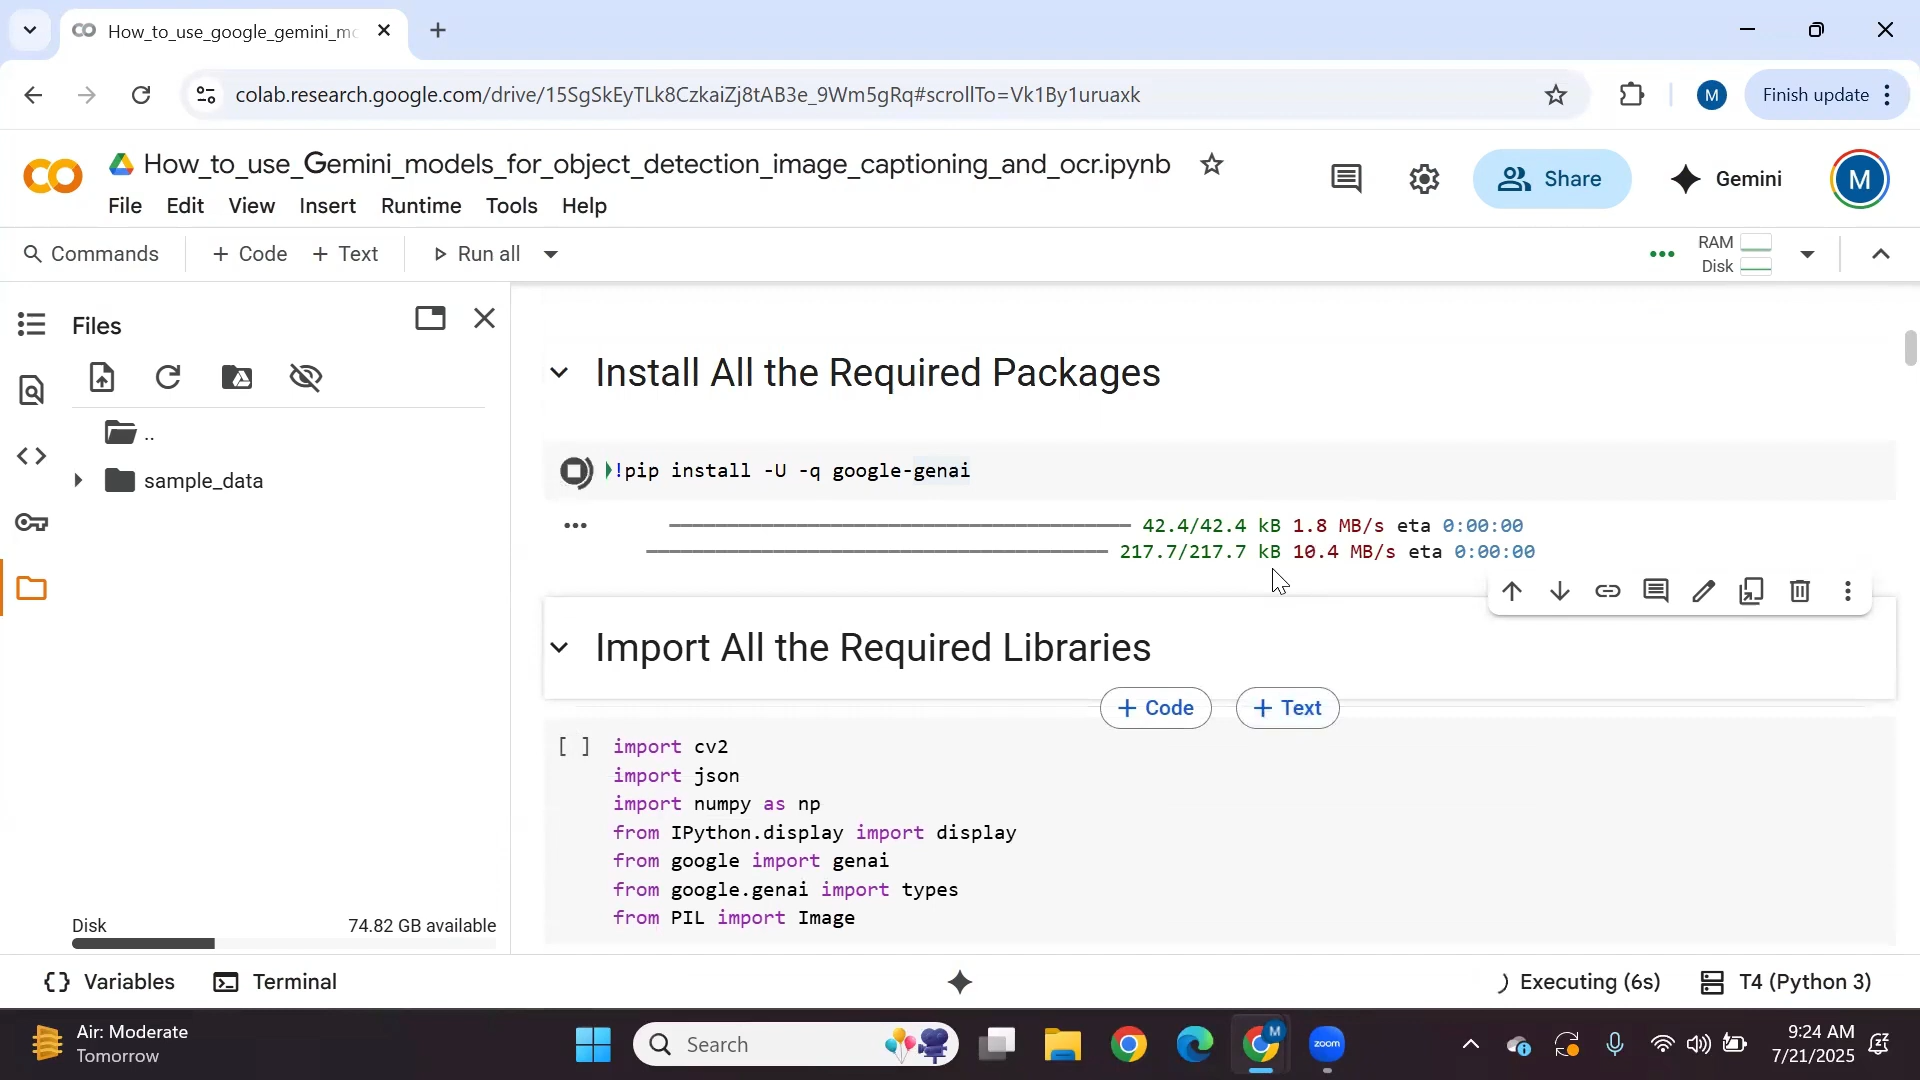 How_to_use_google_gemini_mo
colab.research.google.com/drive/15SgSkEyTLk8CzkaiZj8tAB3e_9Wm5gRq#scrollTo=Vk1By1uruaxk
M
Finish update
How_to_use_Gemini_models_for_object_detection_image_captioning_and_ocr.ipynb
Share
Gemini
M
File Edit View Insert Runtime Tools Help
Commands
+ Code + Text
Run all
RAM
Disk
Files
..
sample_data
Disk 74.82 GB available
Install All the Required Packages
!pip install -U -q google-genai
42.4/42.4 kB 1.8 MB/s eta 0:00:00
217.7/217.7 kB 10.4 MB/s eta 0:00:00
Import All the Required Libraries
+ Code + Text
[ ] import cv2
import json
import numpy as np
from IPython.display import display
from google import genai
from google.genai import types
from PIL import Image
{} Variables Terminal
Executing (6s) T4 (Python 3)
Air: Moderate
Tomorrow
Search
M
zoom
9:24 AM
7/21/2025